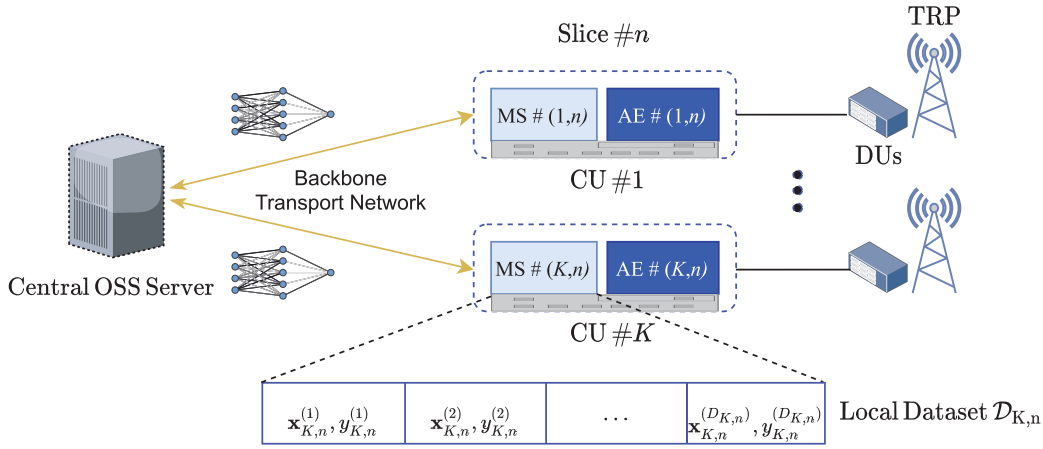 TRP
Slice #n
MS # (1,n)
AE # (1,n)
DUs
CU #1
Backbone
Transport Network
MS # (K,n)
AE # (K,n)
Central OSS Server
CU #K
x_{K,n}^{(1)}, y_{K,n}^{(1)}
x_{K,n}^{(2)}, y_{K,n}^{(2)}
...
x_{K,n}^{(D_{K,n})}, y_{K,n}^{(D_{K,n})}
Local Dataset 𝒟_{K,n}